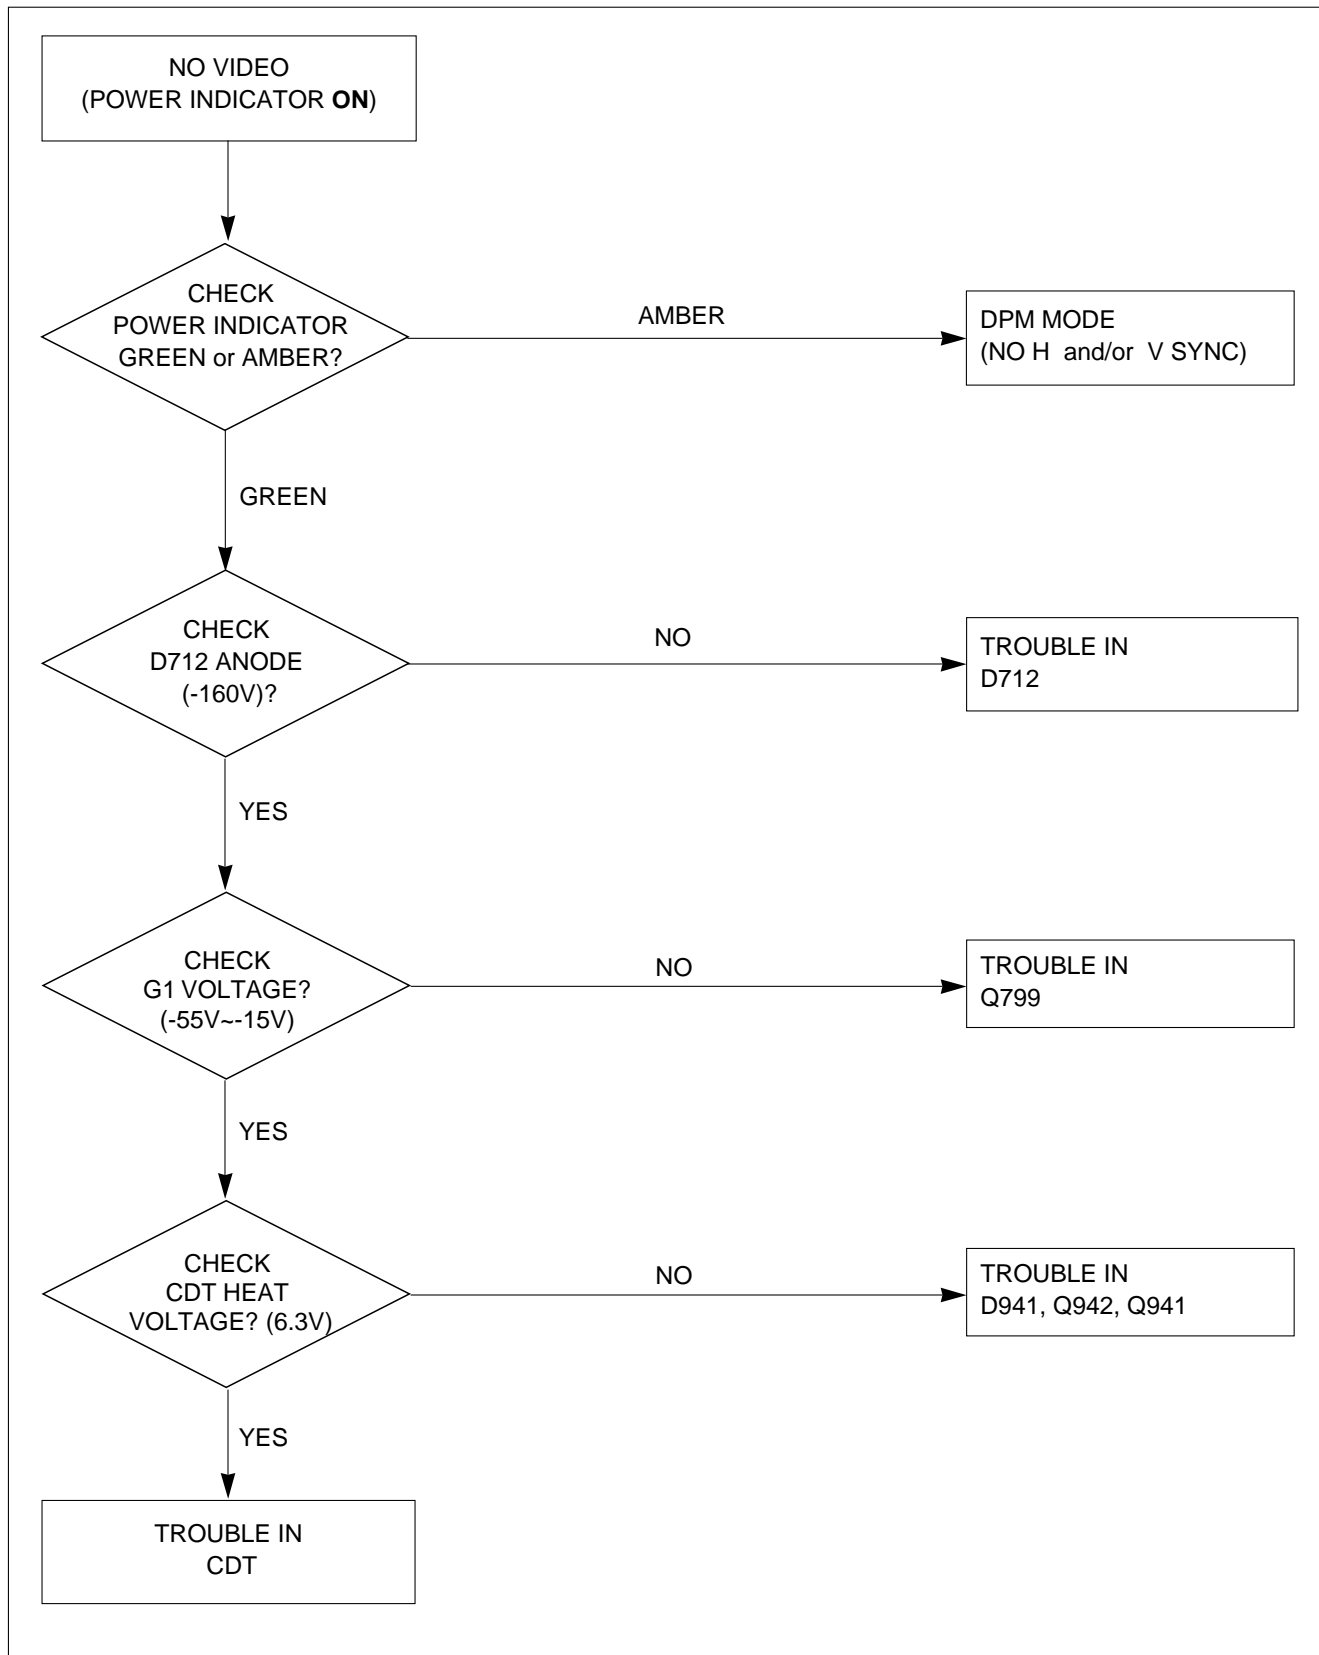 NO VIDEO
(POWER INDICATOR ON)
CHECK
POWER INDICATOR
GREEN or AMBER?
AMBER
DPM MODE
(NO H and/or V SYNC)
GREEN
CHECK
D712 ANODE
(-160V)?
NO
TROUBLE IN
D712
YES
CHECK
G1 VOLTAGE?
(-55V~-15V)
NO
TROUBLE IN
Q799
YES
CHECK
CDT HEAT
VOLTAGE? (6.3V)
NO
TROUBLE IN
D941, Q942, Q941
YES
TROUBLE IN
CDT